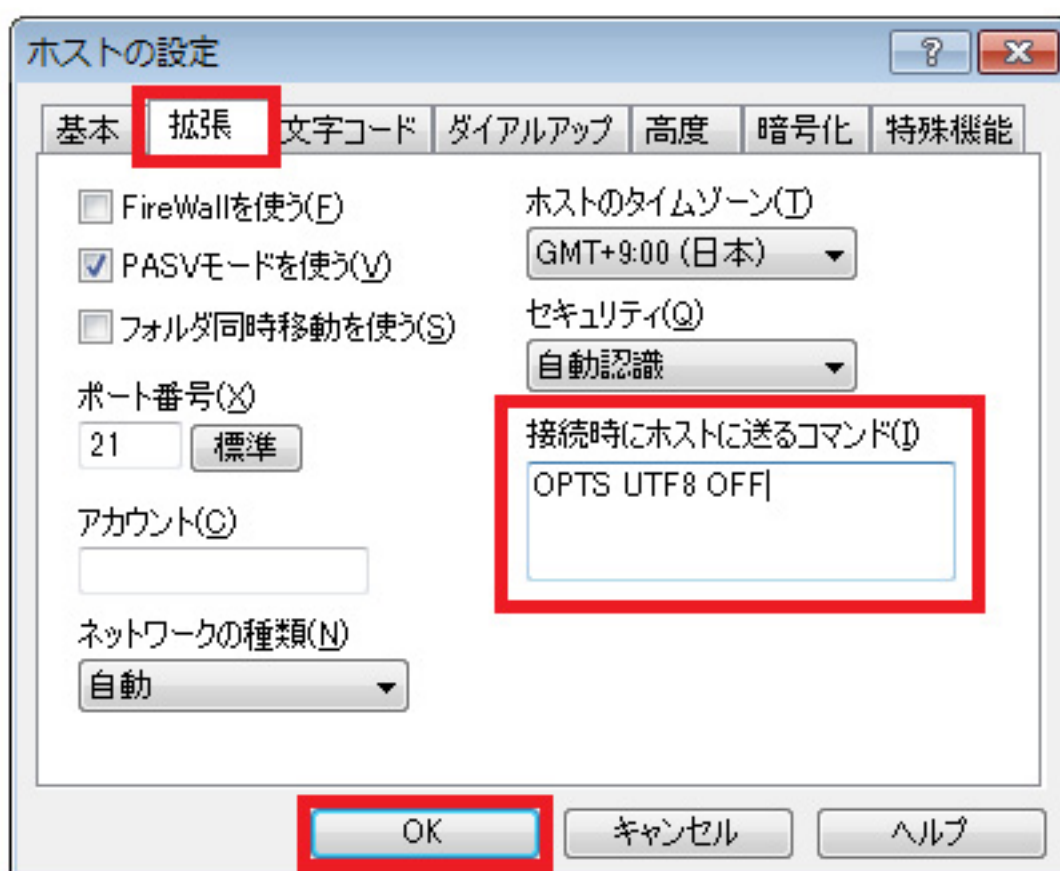 ホストの設定
基本 拡張 文字コード ダイアルアップ 高度 暗号化 特殊機能
FireWallを使う(F)
PASVモードを使う(V)
フォルダ同時移動を使う(S)
ポート番号(X)
21 標準
アカウント(C)
ネットワークの種類(N)
自動
ホストのタイムゾーン(T)
GMT+9:00 (日本)
セキュリティ(Q)
自動認識
接続時にホストに送るコマンド(I)
OPTS UTF8 OFF
OK キャンセル ヘルプ